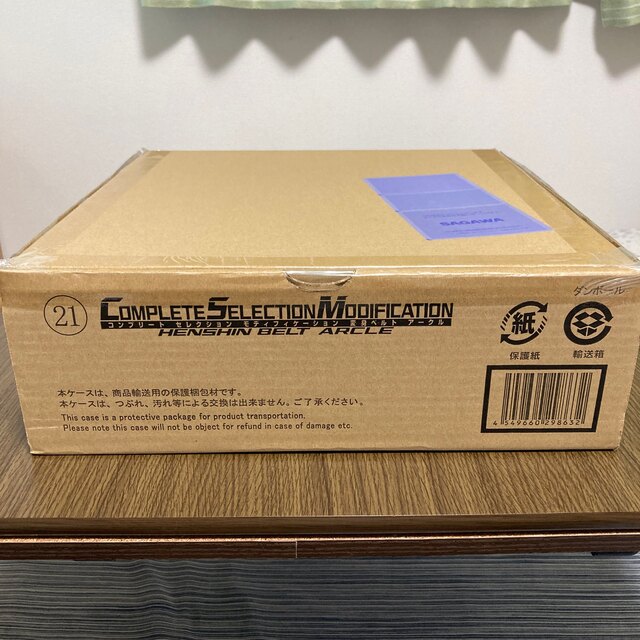 SAGAWA
21
COMPLETE SELECTION MODIFICATION
コンプリート セレクション モディフィケーション 変身ベルト アークル
HENSHIN BELT ARCLE
ダンボール
紙
保護紙
輸送箱
本ケースは、商品輸送用の保護梱包材です。
本ケースは、つぶれ、汚れ等による交換は出来ません。ご了承ください。
This case is a protective package for product transportation.
Please note this case will not be object for refund in case of damage etc.
4 549660 298632